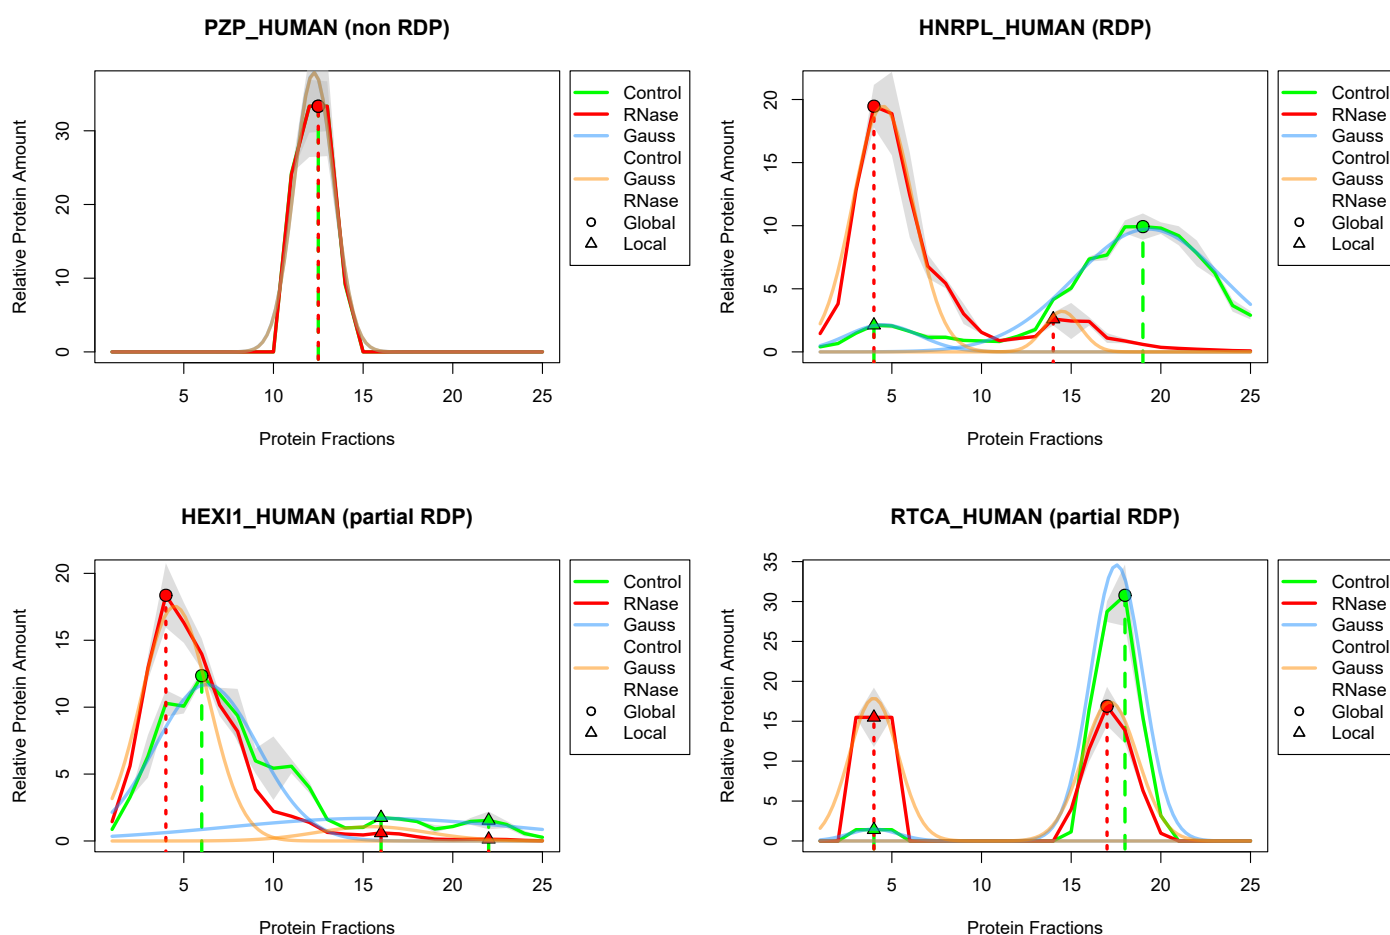 PZP_HUMAN (non RDP)
Relative Protein Amount
0
10
20
30
5
10
15
20
25
Protein Fractions
Control
RNase
Gauss
Control
Gauss
RNase
Global
Local
HNRPL_HUMAN (RDP)
Relative Protein Amount
0
5
10
15
20
5
10
15
20
25
Protein Fractions
Control
RNase
Gauss
Control
Gauss
RNase
Global
Local
HEXI1_HUMAN (partial RDP)
Relative Protein Amount
0
5
10
15
20
5
10
15
20
25
Protein Fractions
Control
RNase
Gauss
Control
Gauss
RNase
Global
Local
RTCA_HUMAN (partial RDP)
Relative Protein Amount
0
5
10
15
20
25
30
35
5
10
15
20
25
Protein Fractions
Control
RNase
Gauss
Control
Gauss
RNase
Global
Local